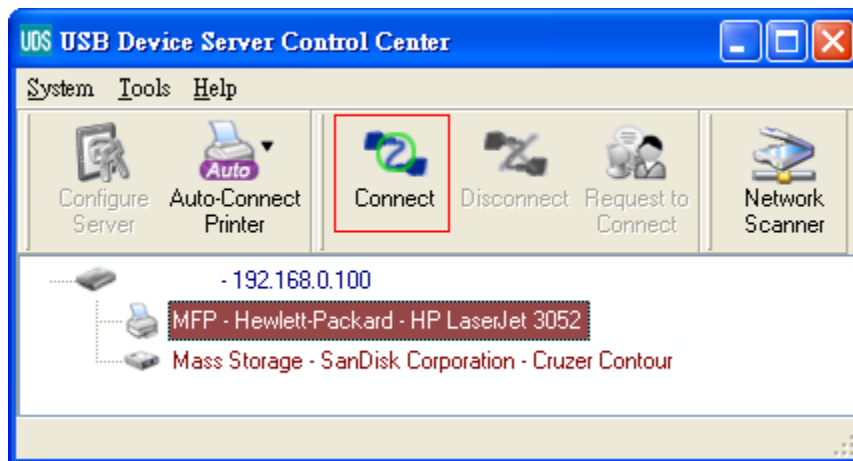 UDS USB Device Server Control Center
System Tools Help
Configure Server
Auto Auto-Connect Printer
Connect
Disconnect
Request to Connect
Network Scanner
- 192.168.0.100
MFP - Hewlett-Packard - HP LaserJet 3052
Mass Storage - SanDisk Corporation - Cruzer Contour